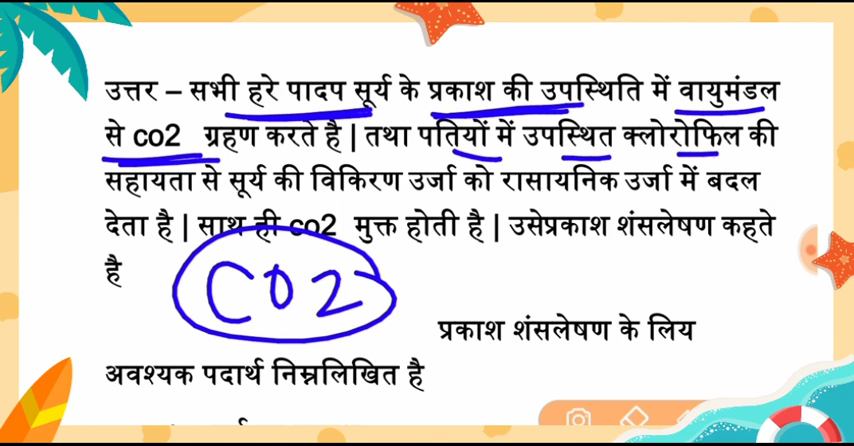 उत्तर – सभी हरे पादप सूर्य के प्रकाश की उपस्थिति में वायुमंडल
से co2 ग्रहण करते है | तथा पतियों में उपस्थित क्लोरोफिल की
सहायता से सूर्य की विकिरण उर्जा को रासायनिक उर्जा में बदल
देता है | साथ ही co2 मुक्त होती है | उसेप्रकाश शंसलेषण कहते
है
CO2
प्रकाश शंसलेषण के लिय
अवश्यक पदार्थ निम्नलिखित है